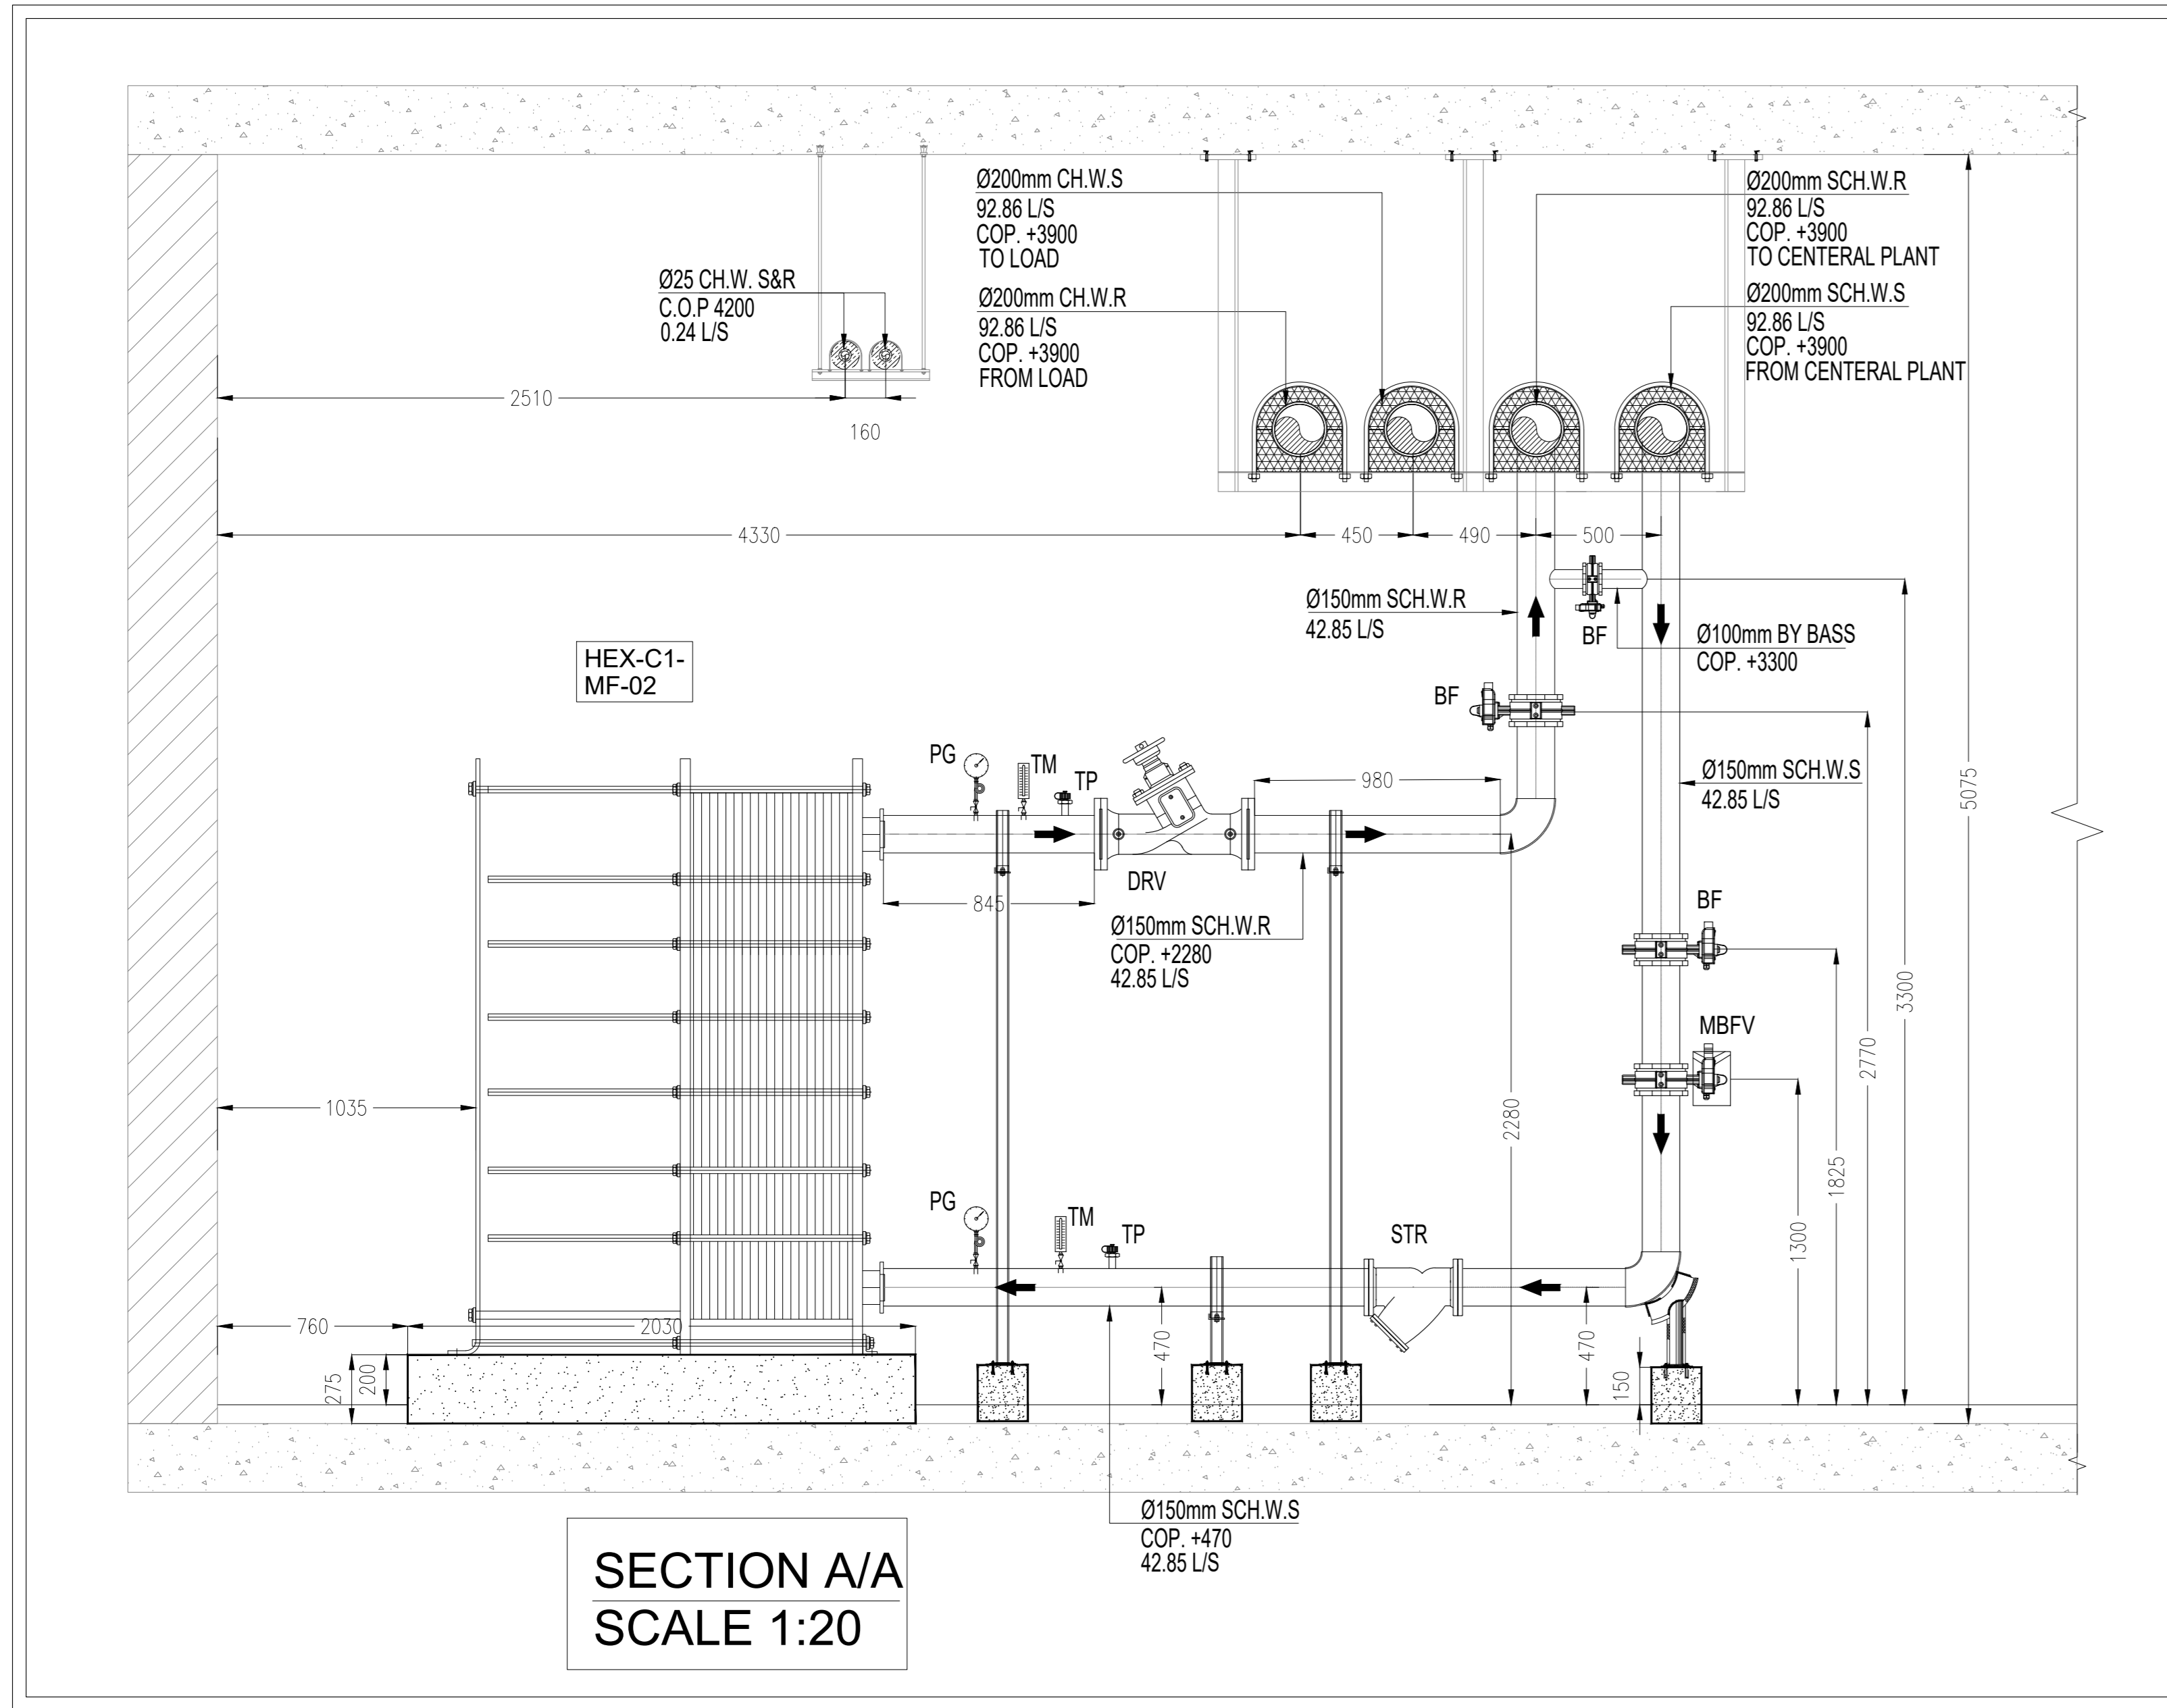 Ø200mm CH.W.S
92.86 L/S
COP. +3900
TO LOAD
Ø200mm SCH.W.R
92.86 L/S
COP. +3900
TO CENTERAL PLANT
Ø25 CH.W. S&R
C.O.P 4200
0.24 L/S
Ø200mm CH.W.R
92.86 L/S
COP. +3900
FROM LOAD
Ø200mm SCH.W.S
92.86 L/S
COP. +3900
FROM CENTERAL PLANT
2510
160
4330
450
490
500
Ø150mm SCH.W.R
42.85 L/S
BF
Ø100mm BY BASS
COP. +3300
HEX-C1-
MF-02
BF
PG
TM
TP
980
Ø150mm SCH.W.S
42.85 L/S
5075
DRV
845
Ø150mm SCH.W.R
COP. +2280
42.85 L/S
BF
3300
MBFV
2770
1035
2280
1825
PG
TM
TP
STR
1300
760
2030
470
470
275
200
150
Ø150mm SCH.W.S
COP. +470
42.85 L/S
SECTION A/A
SCALE 1:20